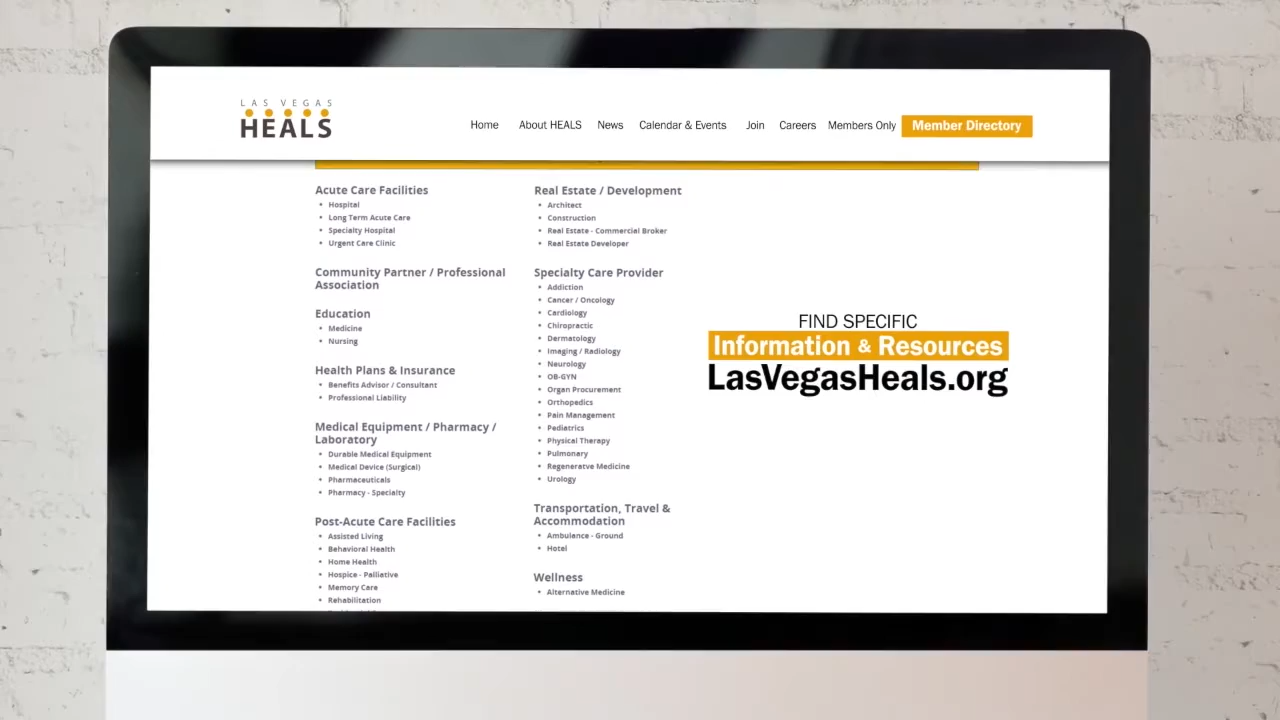 LAS VEGAS
HEALS
Home About HEALS News Calendar & Events Join Careers Members Only Member Directory
Acute Care Facilities
• Hospital
• Long Term Acute Care
• Specialty Hospital
• Urgent Care Clinic
Community Partner / Professional
Association
Education
• Medicine
• Nursing
Health Plans & Insurance
• Benefits Advisor / Consultant
• Professional Liability
Medical Equipment / Pharmacy /
Laboratory
• Durable Medical Equipment
• Medical Device (Surgical)
• Pharmaceuticals
• Pharmacy - Specialty
Post-Acute Care Facilities
• Assisted Living
• Behavioral Health
• Home Health
• Hospice - Palliative
• Memory Care
• Rehabilitation
Real Estate / Development
• Architect
• Construction
• Real Estate - Commercial Broker
• Real Estate Developer
Specialty Care Provider
• Addiction
• Cancer / Oncology
• Cardiology
• Chiropractic
• Dermatology
• Imaging / Radiology
• Neurology
• OB-GYN
• Organ Procurement
• Orthopedics
• Pain Management
• Pediatrics
• Physical Therapy
• Pulmonary
• Regeneratve Medicine
• Urology
Transportation, Travel &
Accommodation
• Ambulance - Ground
• Hotel
Wellness
• Alternative Medicine
FIND SPECIFIC
Information & Resources
LasVegasHeals.org